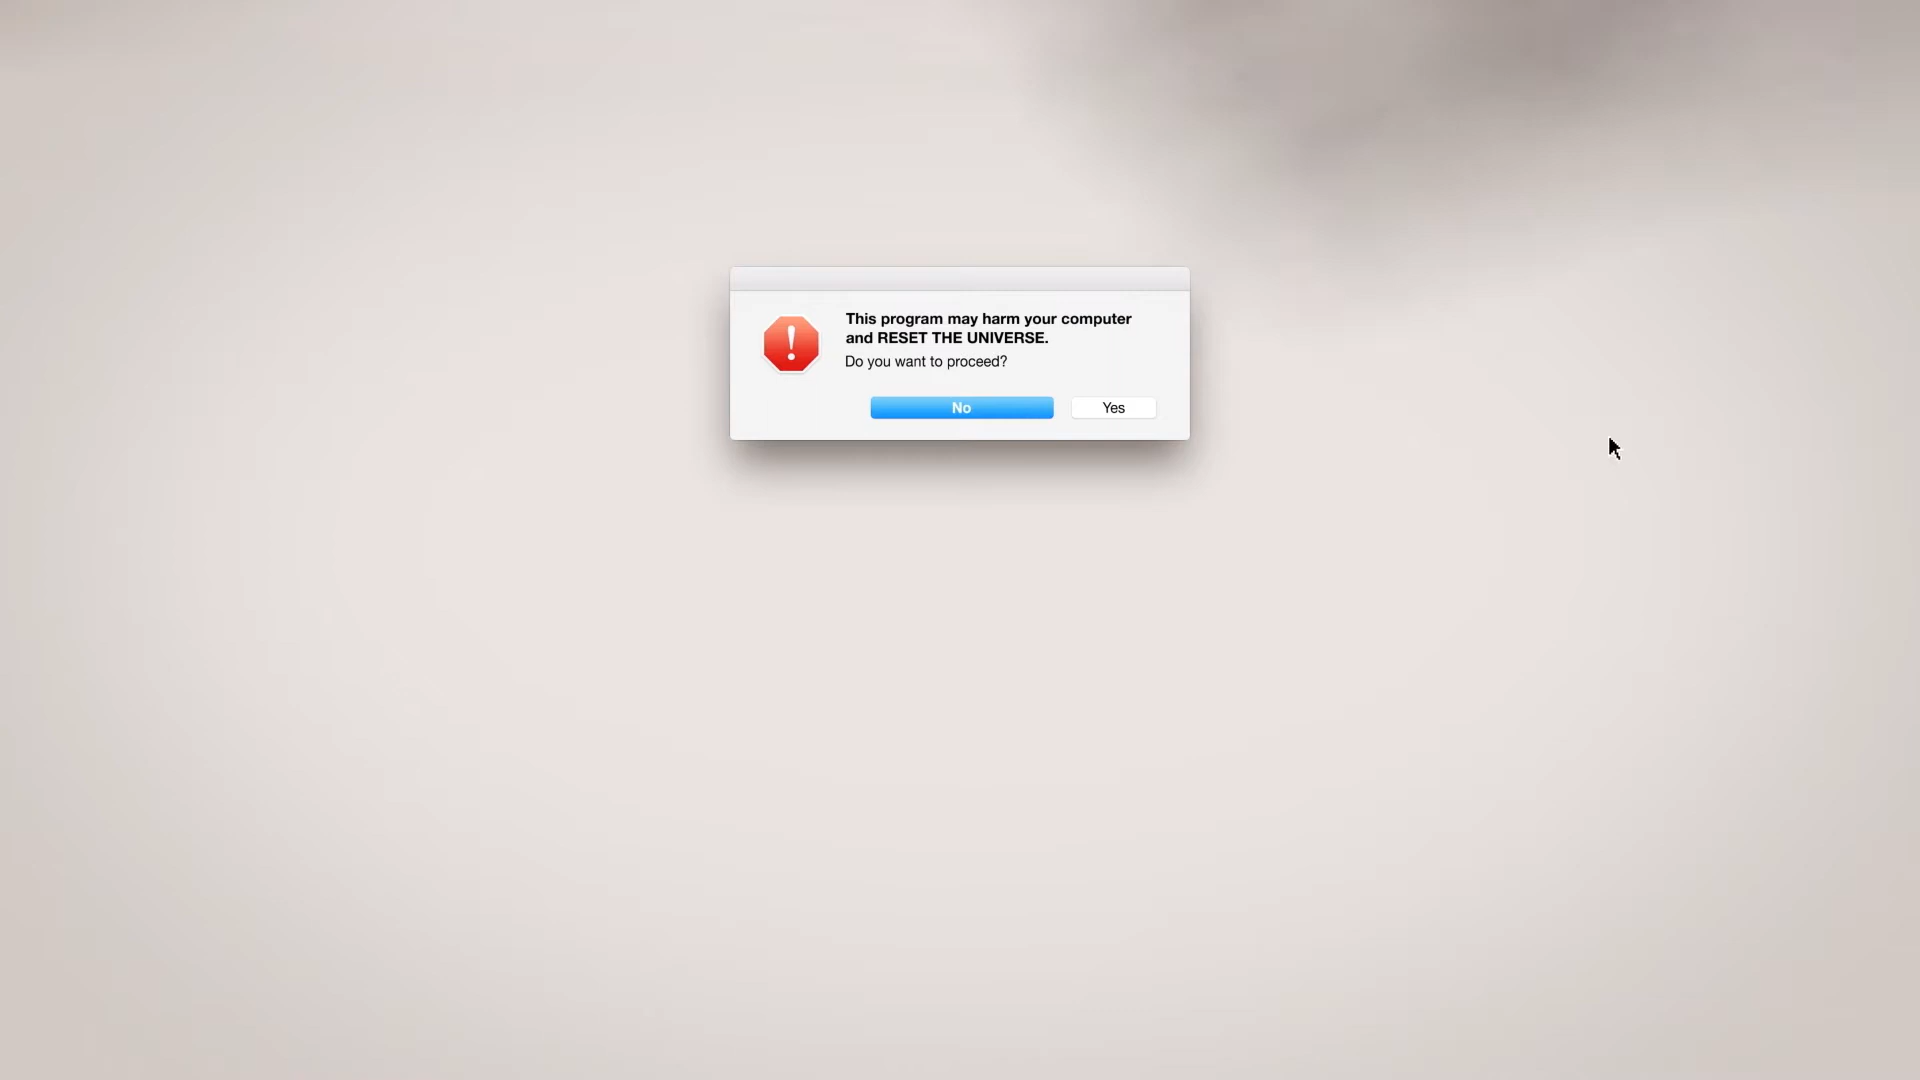 This program may harm your computer
and RESET THE UNIVERSE.
Do you want to proceed?
No
Yes